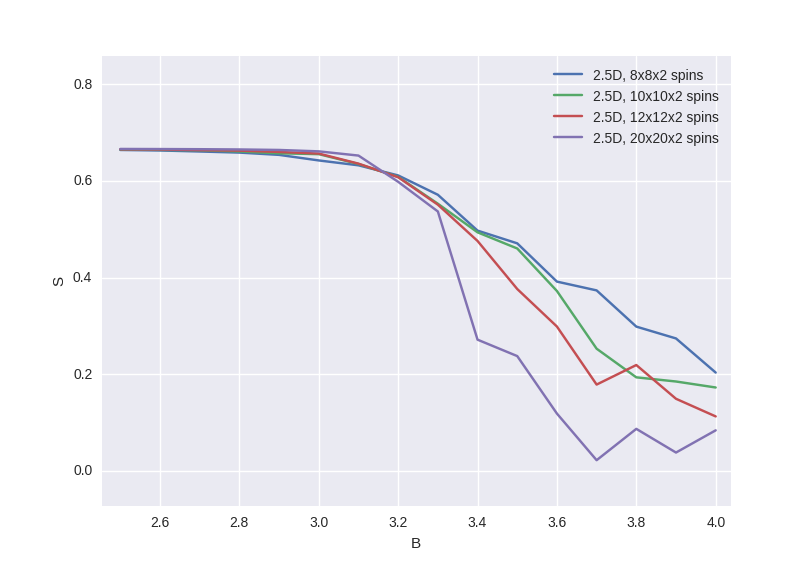 0.8
0.6
0.4
0.2
0.0
S
2.6 2.8 3.0 3.2 3.4 3.6 3.8 4.0
B
2.5D, 8x8x2 spins
2.5D, 10x10x2 spins
2.5D, 12x12x2 spins
2.5D, 20x20x2 spins